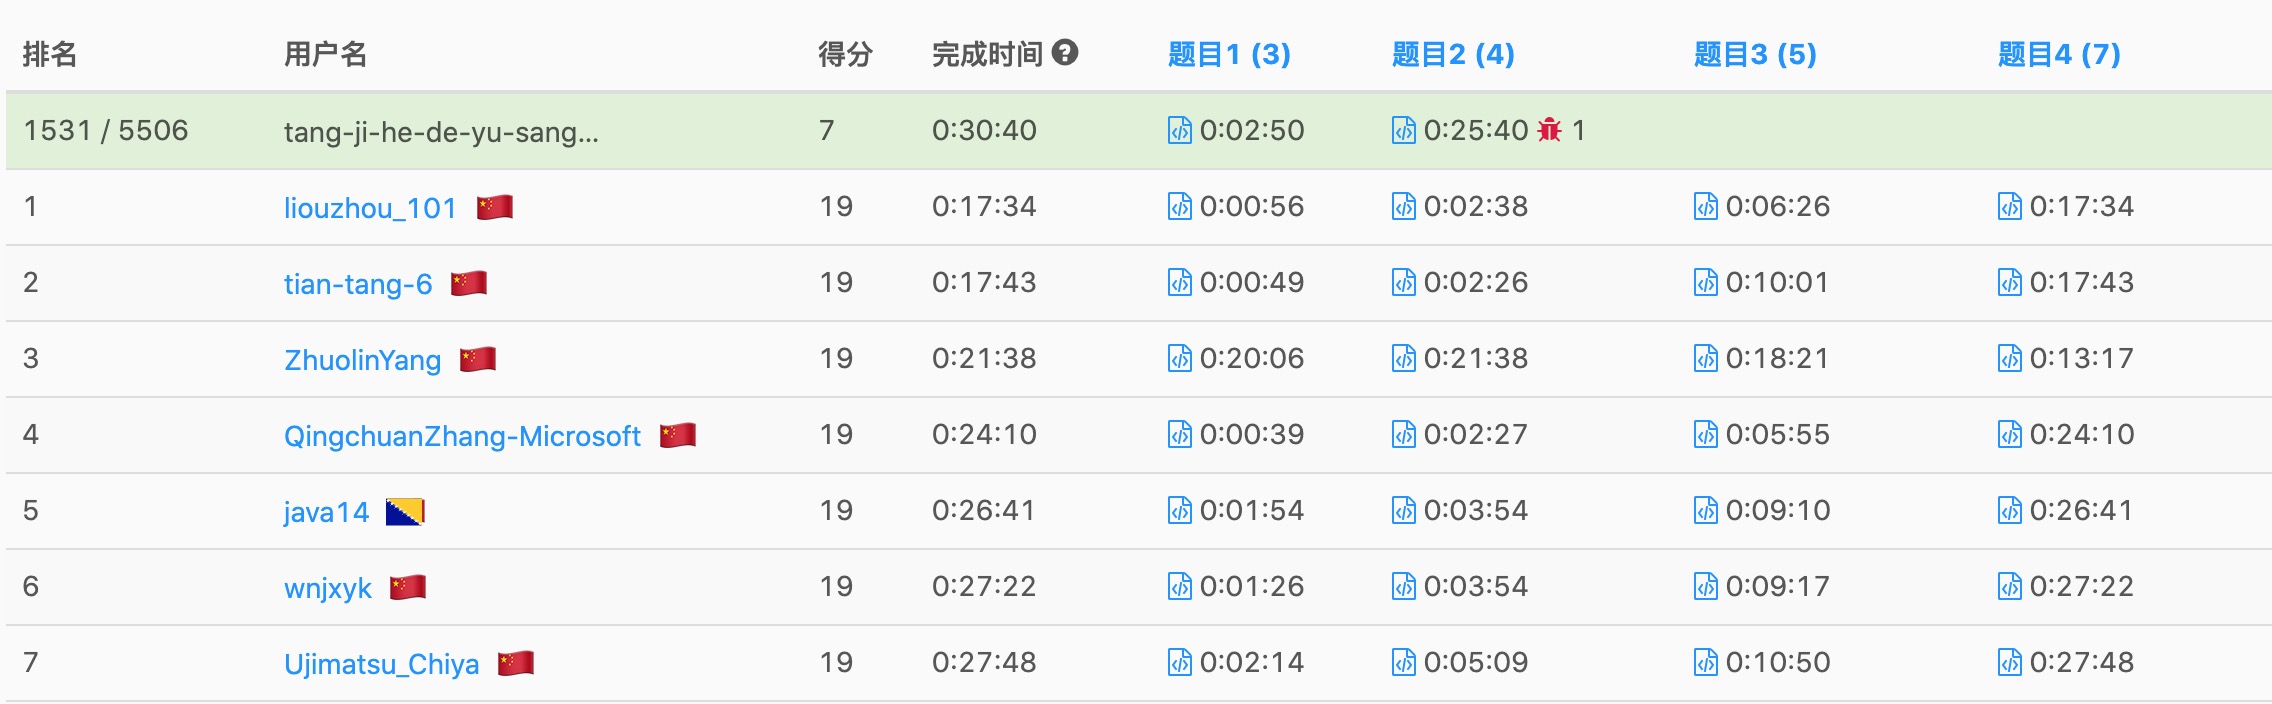 排名 用户名 得分 完成时间 ? 题目1 (3) 题目2 (4) 题目3 (5) 题目4 (7)
1531 / 5506 tang-ji-he-de-yu-sang... 7 0:30:40 0:02:50 0:25:40 1
1 liouzhou_101 19 0:17:34 0:00:56 0:02:38 0:06:26 0:17:34
2 tian-tang-6 19 0:17:43 0:00:49 0:02:26 0:10:01 0:17:43
3 ZhuolinYang 19 0:21:38 0:20:06 0:21:38 0:18:21 0:13:17
4 QingchuanZhang-Microsoft 19 0:24:10 0:00:39 0:02:27 0:05:55 0:24:10
5 java14 19 0:26:41 0:01:54 0:03:54 0:09:10 0:26:41
6 wnjxyk 19 0:27:22 0:01:26 0:03:54 0:09:17 0:27:22
7 Ujimatsu_Chiya 19 0:27:48 0:02:14 0:05:09 0:10:50 0:27:48